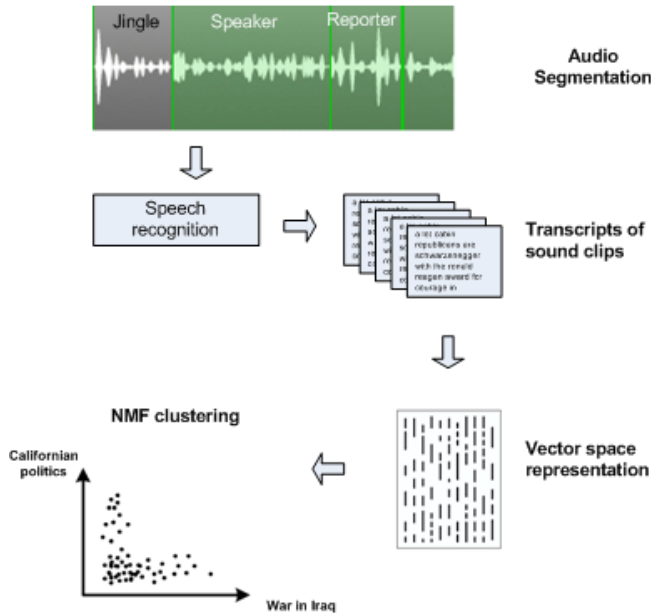 Jingle
Speaker
Reporter
Audio
Segmentation
Speech
recognition
a lot cabin
republicans are
schwarzenegger
with the ronald
reagan award for
courage in
Transcripts of
sound clips
NMF clustering
Vector space
representation
Californian
politics
War in Iraq